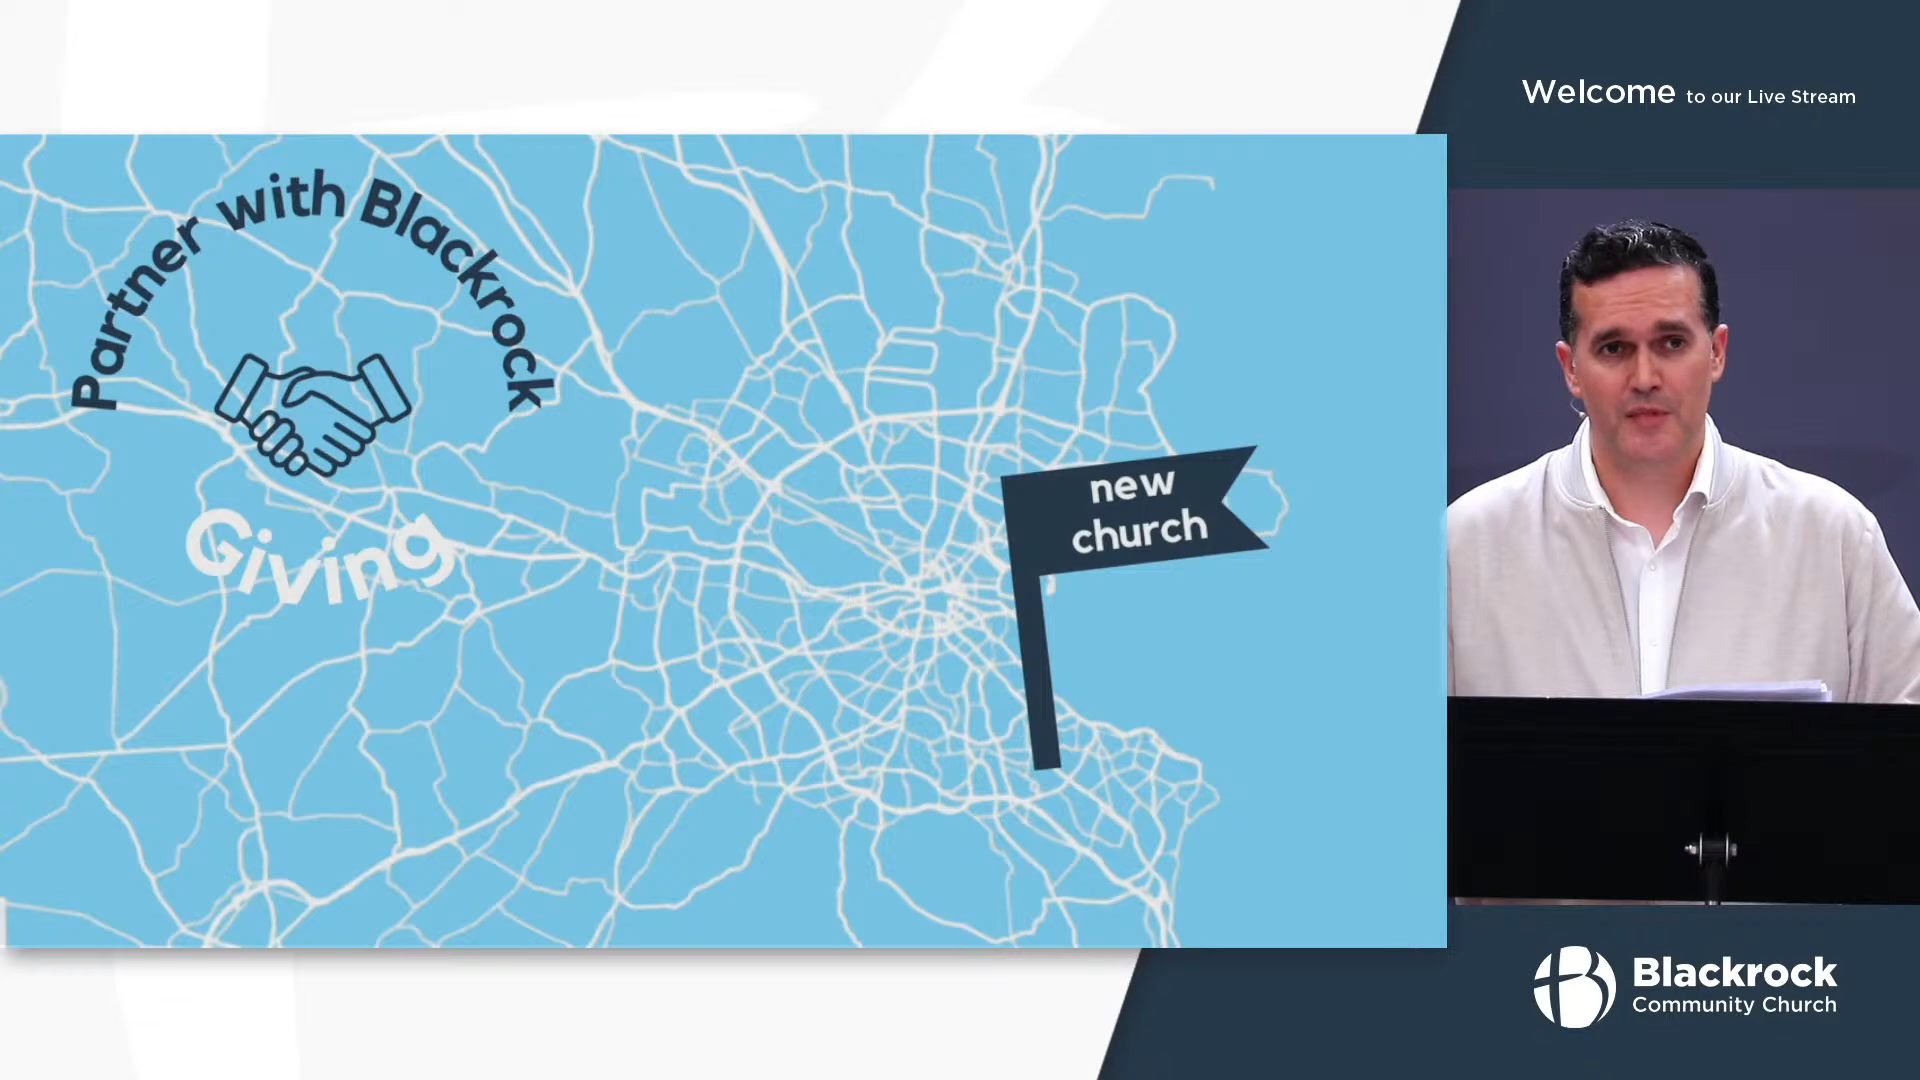 Welcome to our Live Stream
Partner with Blackrock
Giving
new
church
Blackrock
Community Church